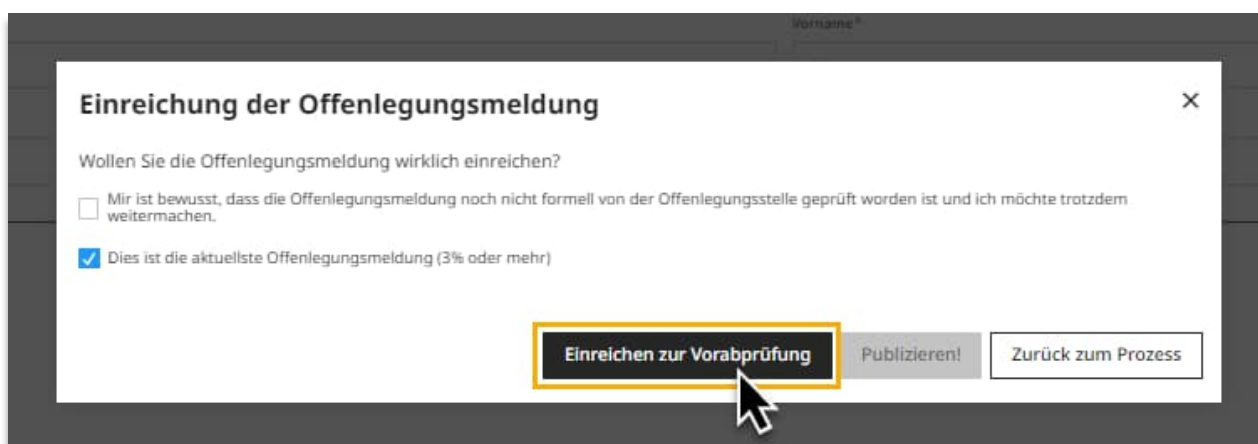 Vorname*
Einreichung der Offenlegungsmeldung
Wollen Sie die Offenlegungsmeldung wirklich einreichen?
Mir ist bewusst, dass die Offenlegungsmeldung noch nicht formell von der Offenlegungsstelle geprüft worden ist und ich möchte trotzdem
weitermachen.
Dies ist die aktuellste Offenlegungsmeldung (3% oder mehr)
Einreichen zur Vorabprüfung
Publizieren!
Zurück zum Prozess